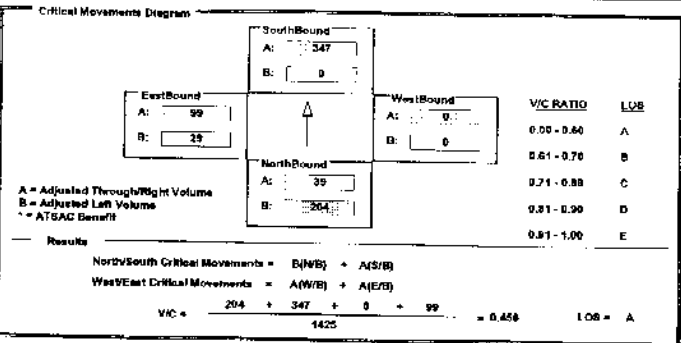 Critical Movements Diagram
SouthBound
A: 347
B: 0
EastBound
A: 99
B: 29
WestBound
A: 0
B: 0
NorthBound
A: 39
B: 204
V/C RATIO LOS
0.00 - 0.60 A
0.61 - 0.70 B
0.71 - 0.80 C
0.81 - 0.90 D
0.91 - 1.00 E
A = Adjusted Through/Right Volume
B = Adjusted Left Volume
* = ATSAC Benefit
Results
North/South Critical Movements = B(N/B) + A(S/B)
West/East Critical Movements = A(W/B) + A(E/B)
V/C = 204 + 347 + 0 + 99 = 0.456 LOS = A
1425